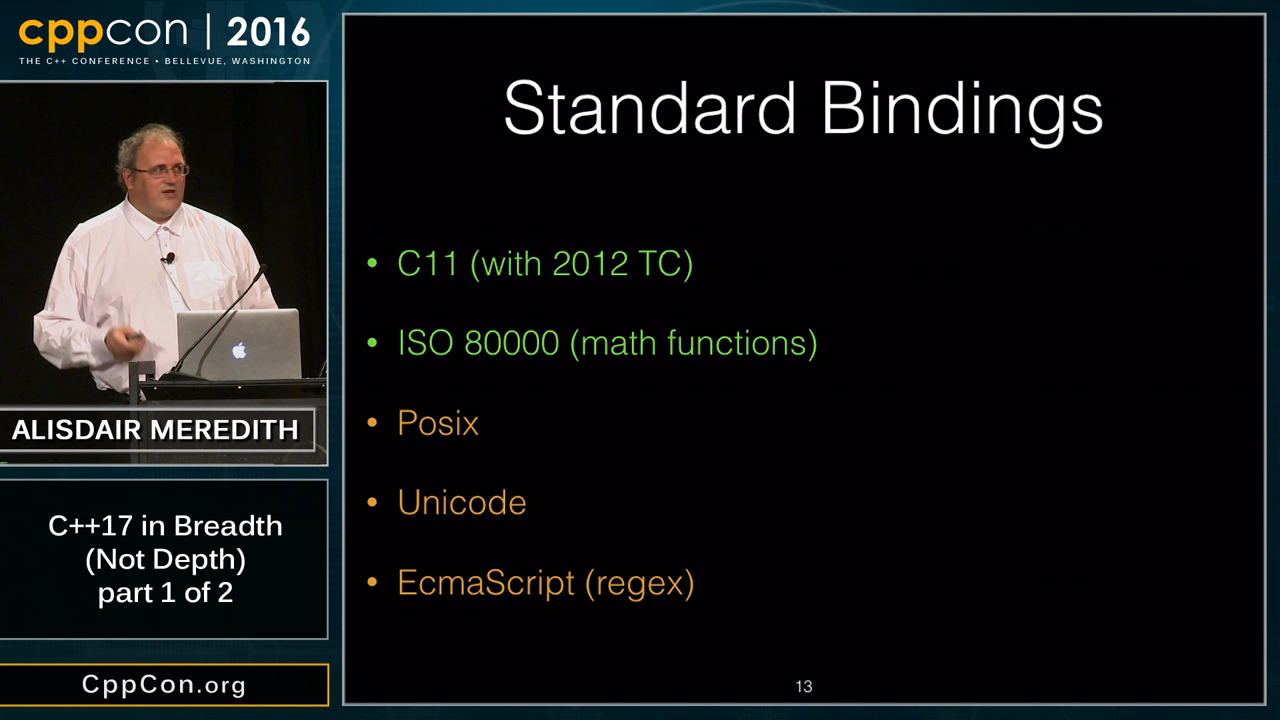 cppcon | 2016
THE C++ CONFERENCE • BELLEVUE, WASHINGTON
ALISDAIR MEREDITH
C++17 in Breadth
(Not Depth)
part 1 of 2
CppCon.org
Standard Bindings
• C11 (with 2012 TC)
• ISO 80000 (math functions)
• Posix
• Unicode
• EcmaScript (regex)
13